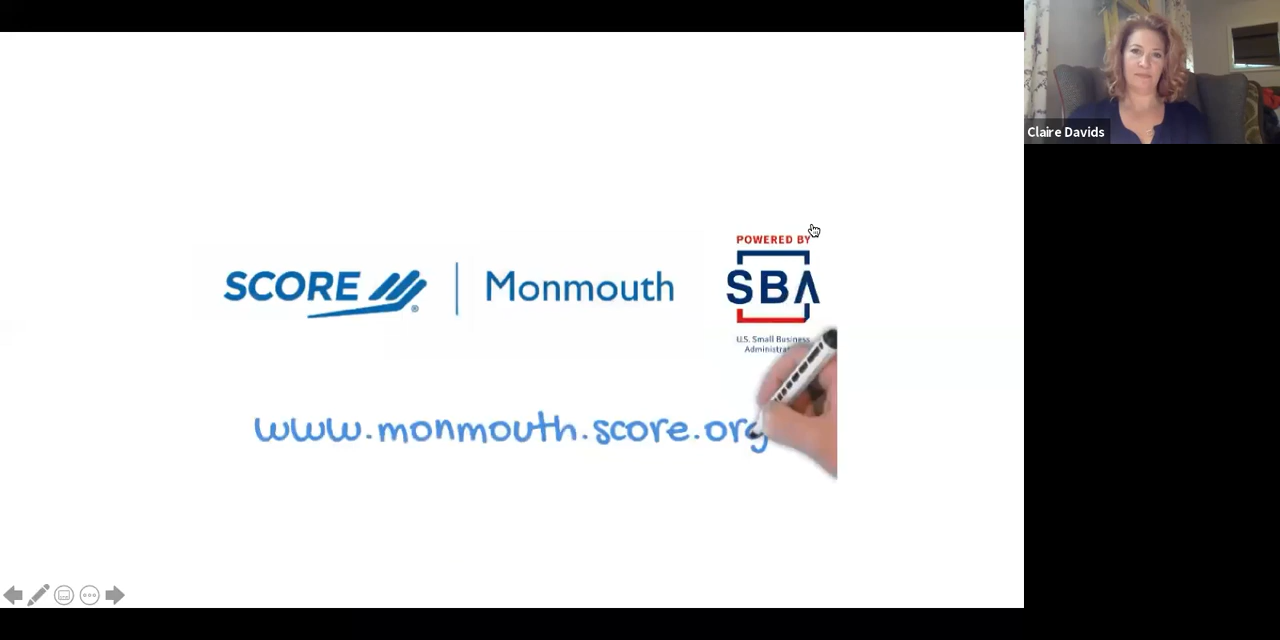 Claire Davids
POWERED BY
SCORE ® | Monmouth
SBA
U.S. Small Business
www.monmouth.score.org